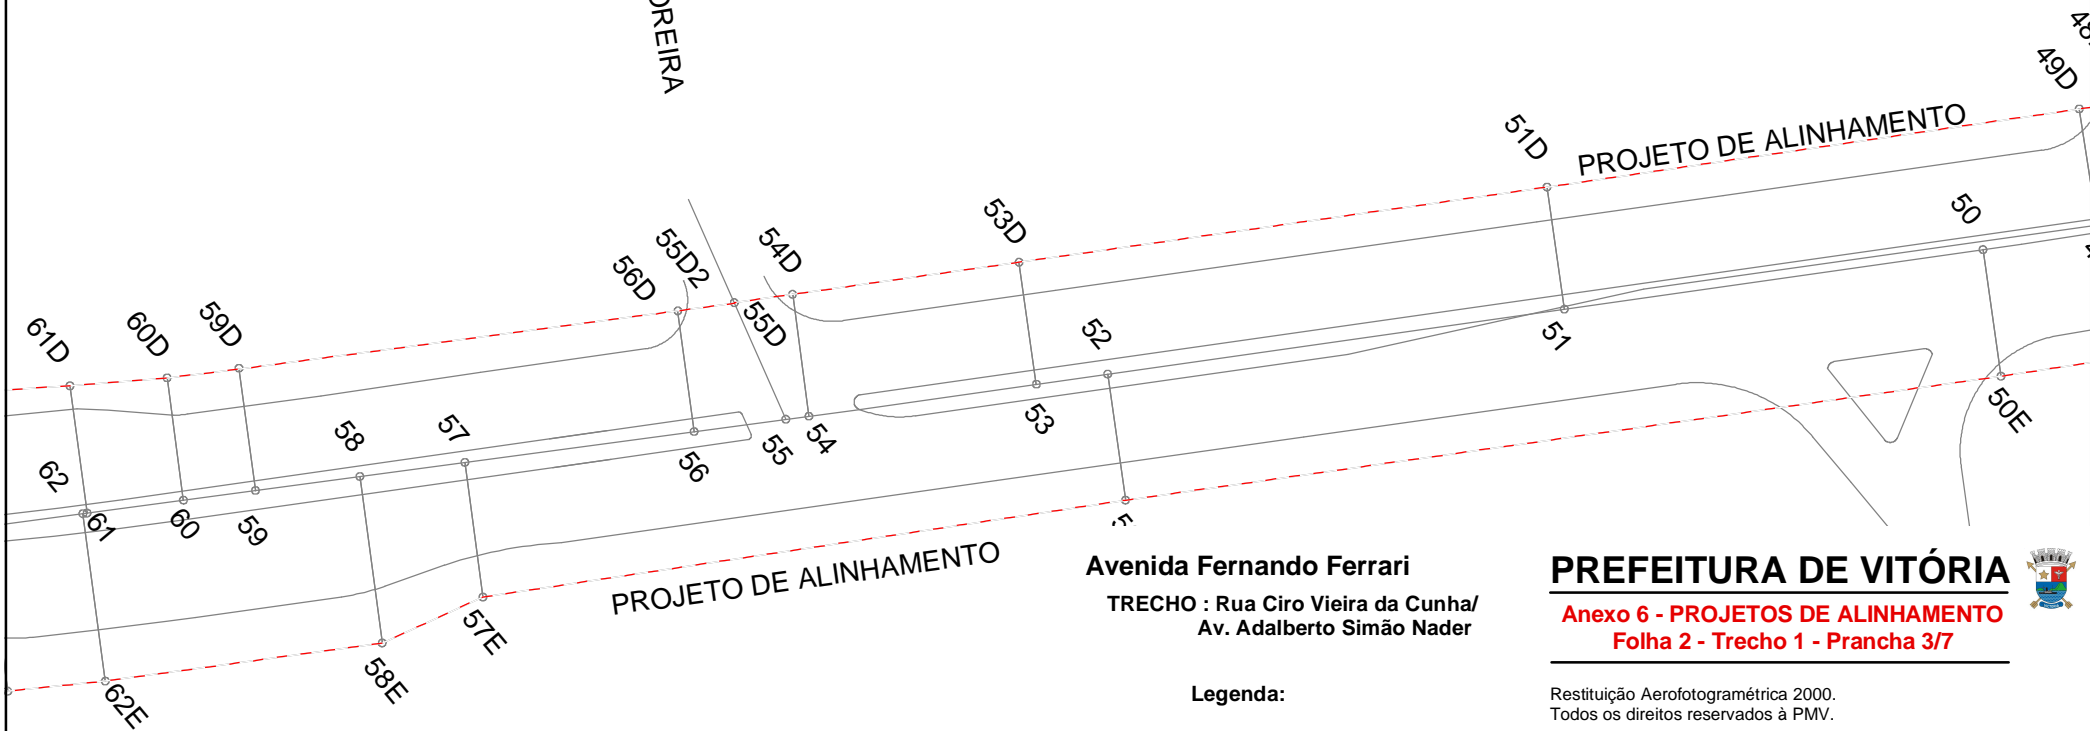 49D
51D
PROJETO DE ALINHAMENTO
50
53D
54D
55D2
56D
55D
52
51
59D
60D
61D
53
50E
58
57
56
55
54
62
61
60
59
PROJETO DE ALINHAMENTO
57E
58E
62E
Avenida Fernando Ferrari
TRECHO : Rua Ciro Vieira da Cunha/
Av. Adalberto Simão Nader
Legenda:
PREFEITURA DE VITÓRIA
Anexo 6 - PROJETOS DE ALINHAMENTO
Folha 2 - Trecho 1 - Prancha 3/7
Restituição Aerofotogramétrica 2000.
Todos os direitos reservados à PMV.